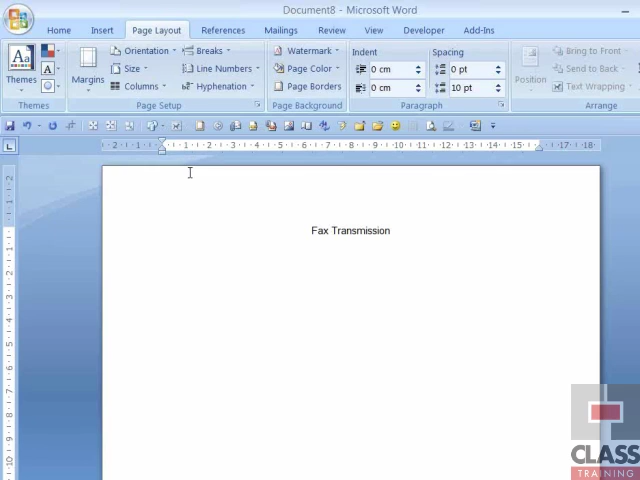 Document8 - Microsoft Word
Home Insert Page Layout References Mailings Review View Developer Add-Ins
Themes
Margins
Orientation
Size
Columns
Breaks
Line Numbers
Hyphenation
Watermark
Page Color
Page Borders
Indent
0 cm
0 cm
Spacing
0 pt
10 pt
Position
Bring to Front
Send to Back
Text Wrapping
Themes Page Setup Page Background Paragraph Arrange
Fax Transmission
CLASS
TRAINING